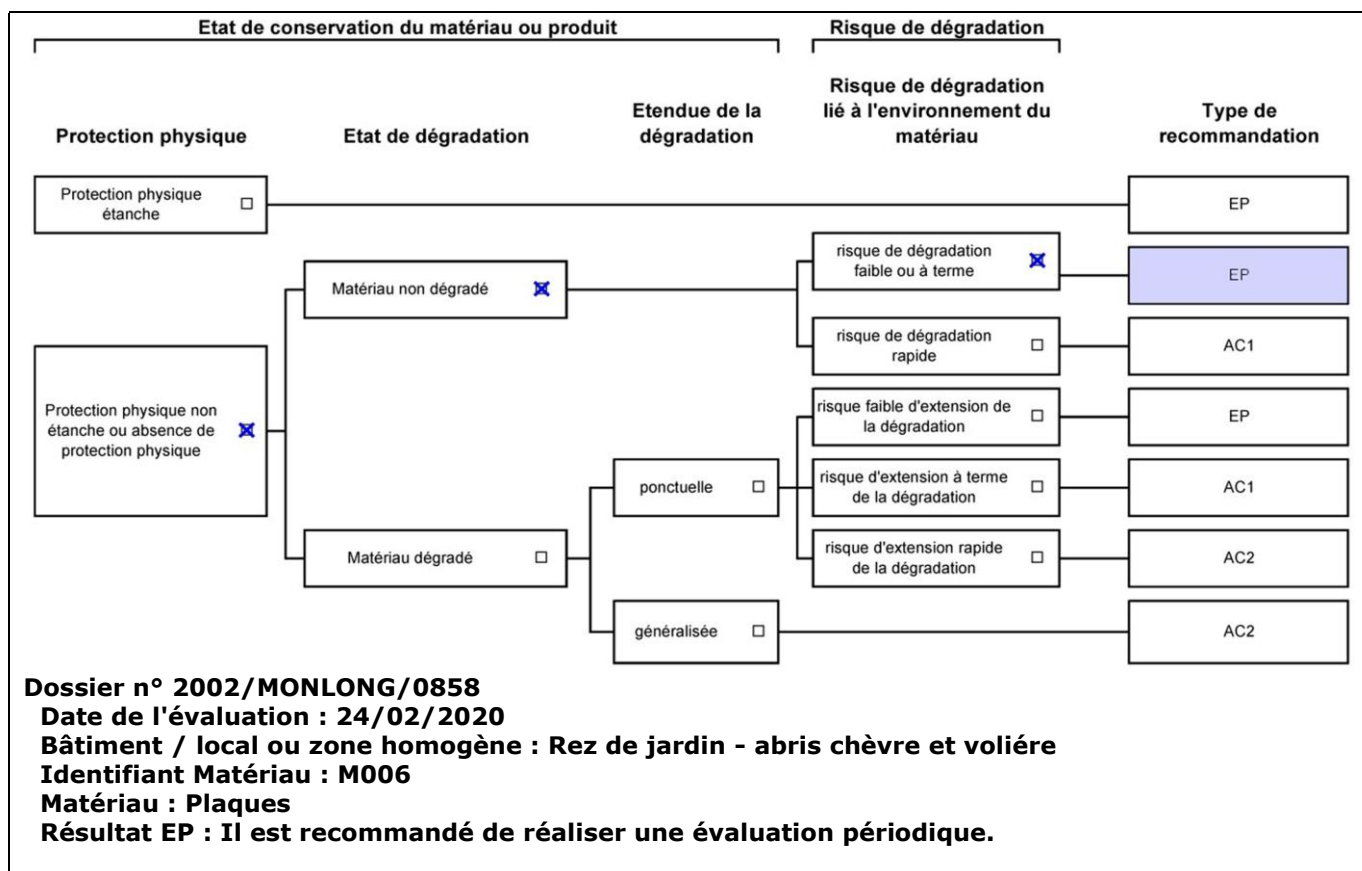 Etat de conservation du matériau ou produit
Risque de dégradation
Protection physique
Etat de dégradation
Etendue de la
dégradation
Risque de dégradation
lié à l'environnement du
matériau
Type de
recommandation
Protection physique
étanche
EP
risque de dégradation
faible ou à terme
EP
Matériau non dégradé
risque de dégradation
rapide
AC1
Protection physique non
étanche ou absence de
protection physique
risque faible d'extension de
la dégradation
EP
ponctuelle
risque d'extension à terme
de la dégradation
AC1
Matériau dégradé
risque d'extension rapide
de la dégradation
AC2
généralisée
AC2
Dossier n° 2002/MONLONG/0858
Date de l'évaluation : 24/02/2020
Bâtiment / local ou zone homogène : Rez de jardin - abris chèvre et voliére
Identifiant Matériau : M006
Matériau : Plaques
Résultat EP : Il est recommandé de réaliser une évaluation périodique.